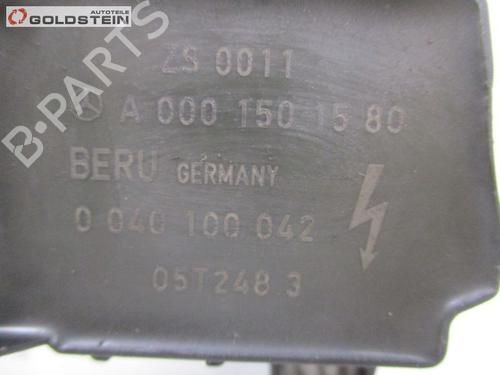 AUTOTEILE
GOLDSTEIN
B-PARTS
ZS 0011
A 000 150 15 80
BERU GERMANY
0 040 100 042
05T248 3